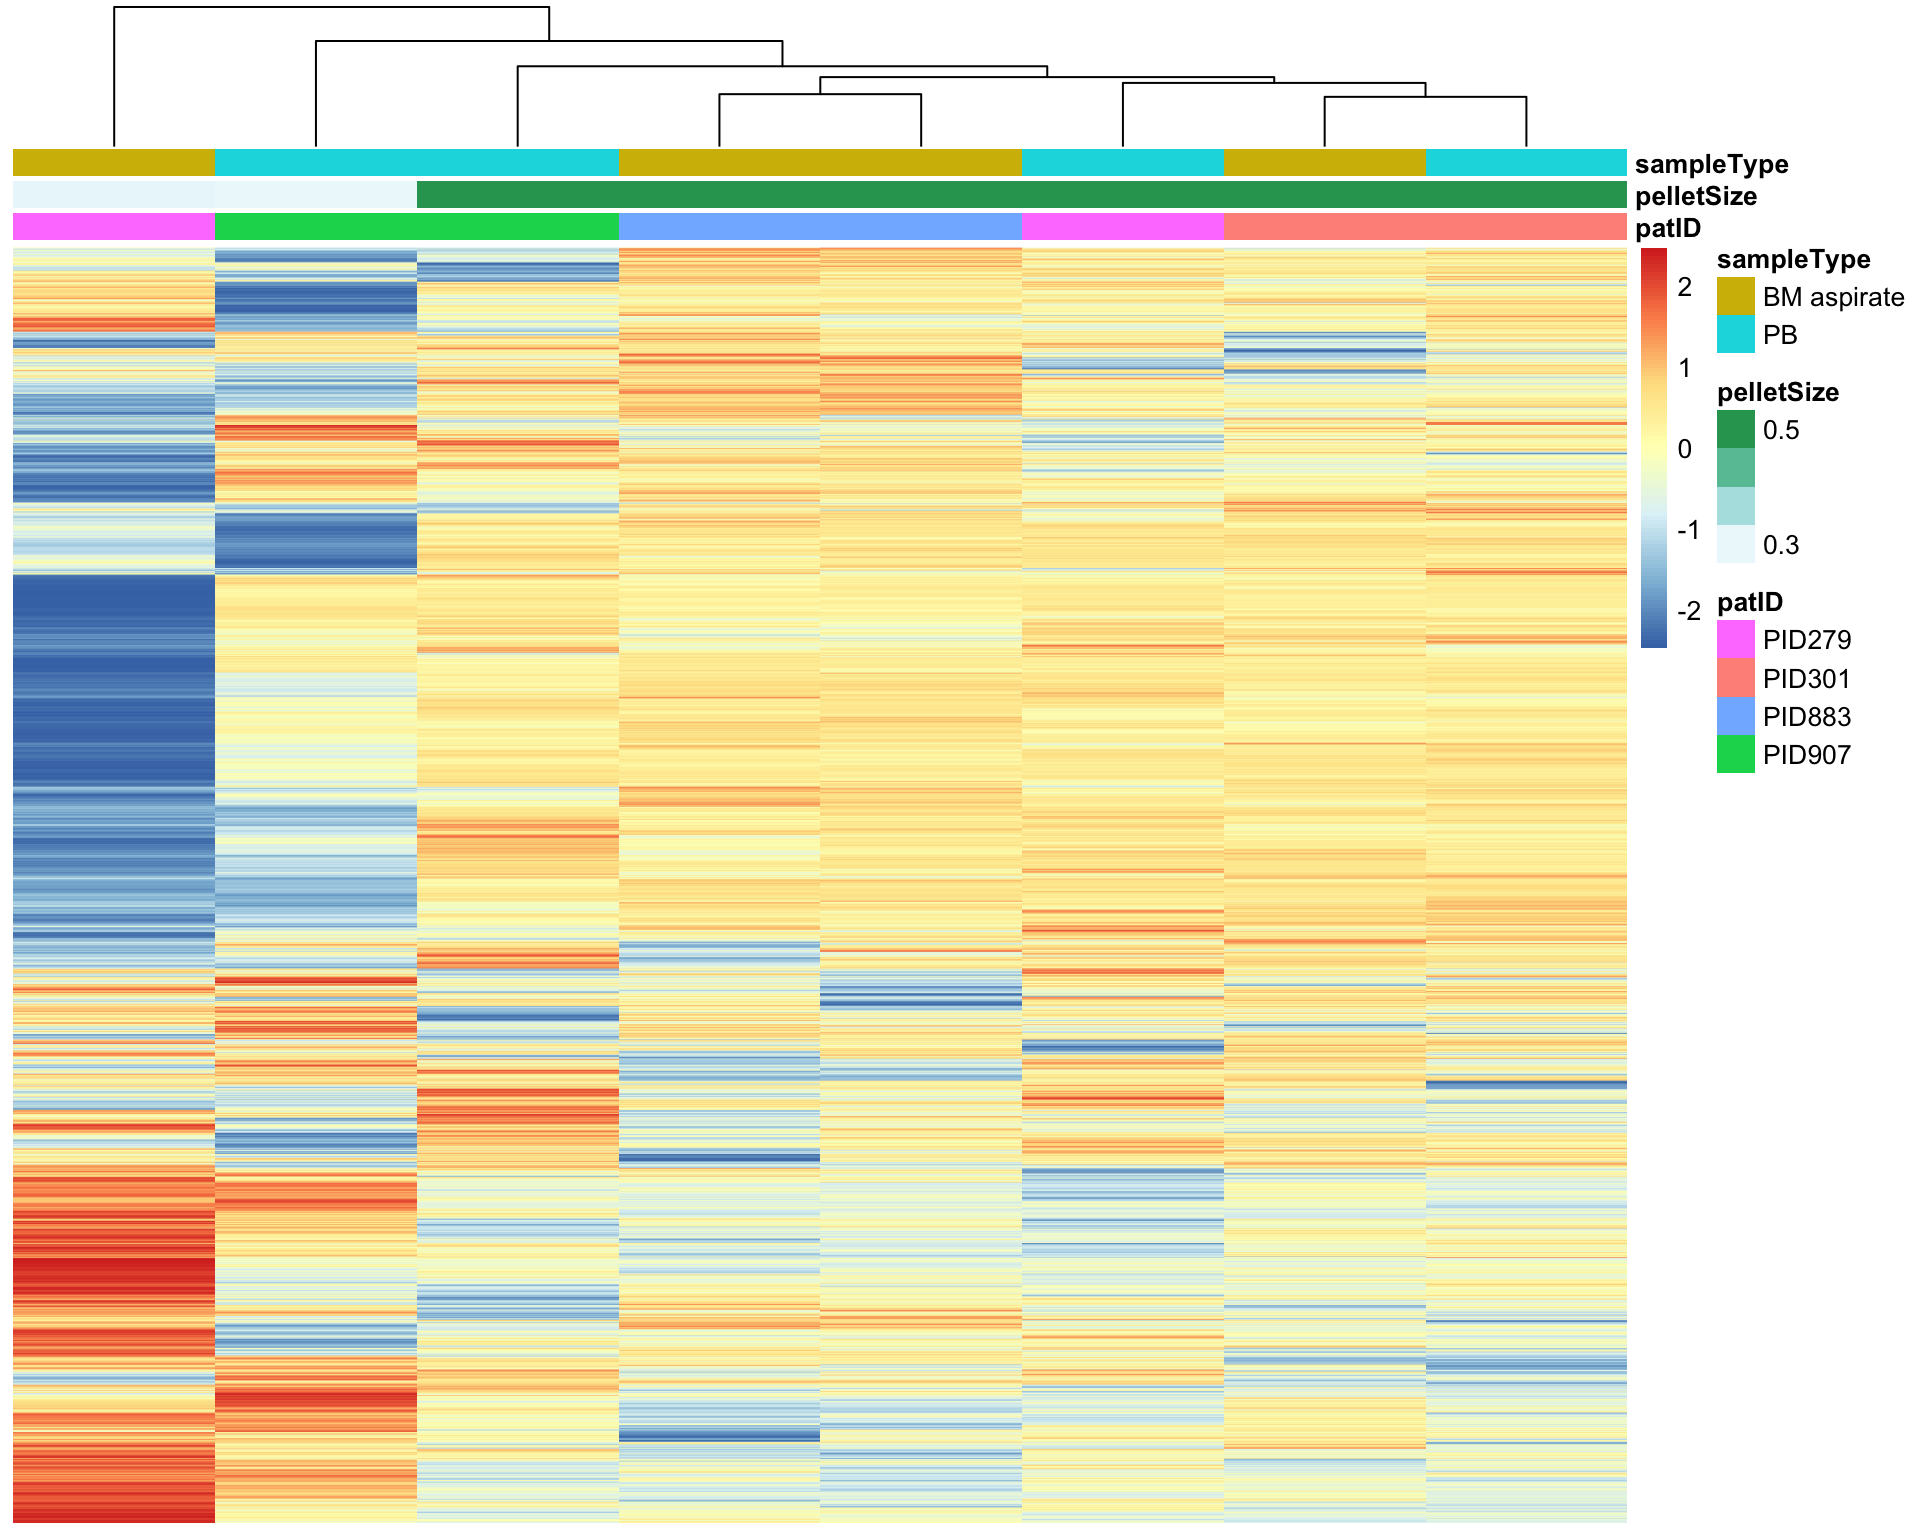 sampleType
pelletSize
patID
2
1
0
-1
-2
sampleType
BM aspirate
PB
pelletSize
0.5
0.3
patID
PID279
PID301
PID883
PID907